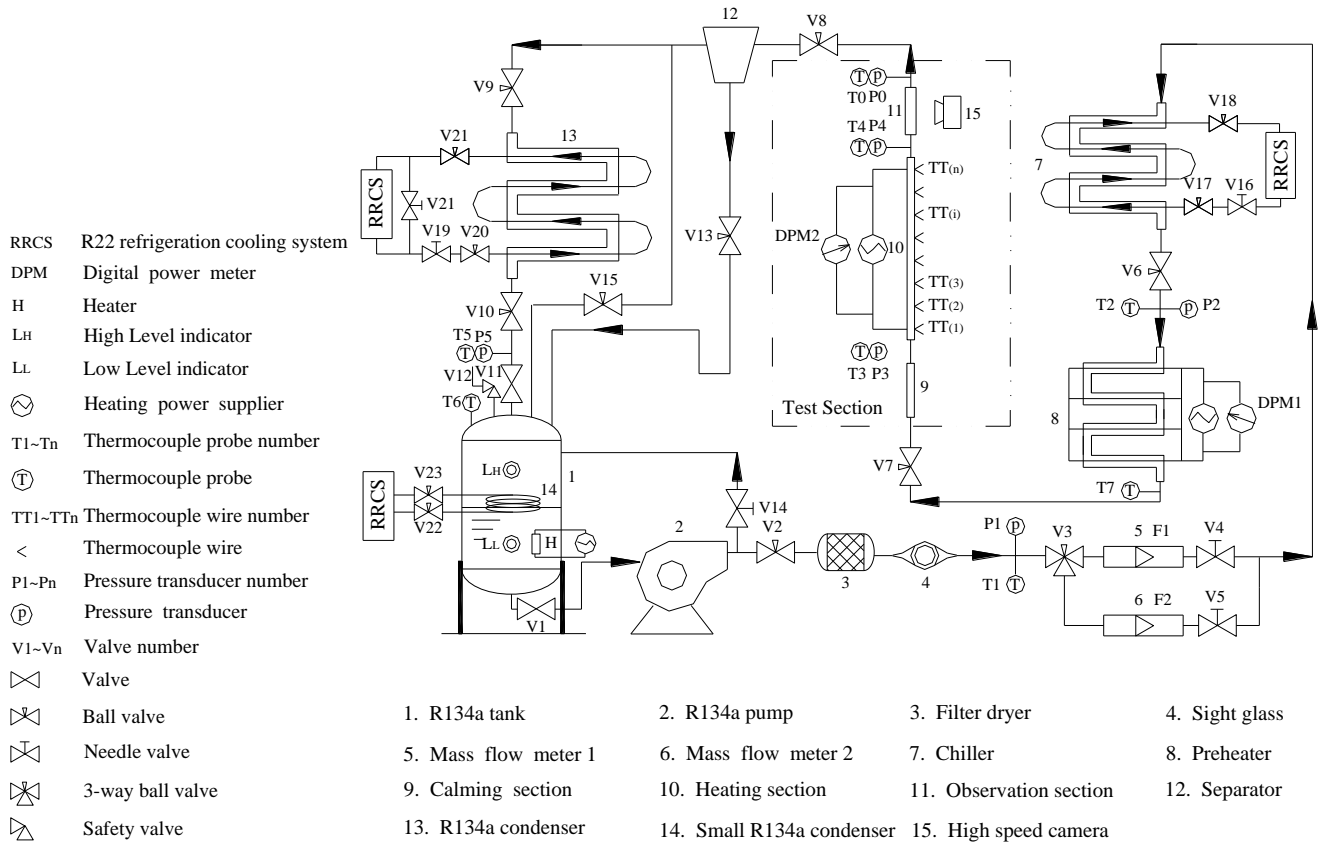 12
V8
V9
T P
T0 P0
11
15
T4 P4
T P
V21
13
RRCS
V21
V19 V20
V18
7
RRCS
V17 V16
TT(n)
TT(i)
DPM2
10
TT(3)
TT(2)
TT(1)
V13
V15
V10
V6
T2 T P P2
T5 P5
T P
V11
V12
T6 T
T P
T3 P3
9
Test Section
DPM1
8
V7
T7 T
RRCS R22 refrigeration cooling system
DPM Digital power meter
H Heater
LH High Level indicator
LL Low Level indicator
Heating power supplier
T1~Tn Thermocouple probe number
T Thermocouple probe
TT1~TTn Thermocouple wire number
< Thermocouple wire
P1~Pn Pressure transducer number
P Pressure transducer
V1~Vn Valve number
Valve
Ball valve
Needle valve
3-way ball valve
Safety valve
LH
1
V23
14
RRCS
V22
LL
H
V14
2
V2
V1
3
4
P1 P
T1 T
V3
5 F1
V4
6 F2
V5
1. R134a tank 2. R134a pump 3. Filter dryer 4. Sight glass
5. Mass flow meter 1 6. Mass flow meter 2 7. Chiller 8. Preheater
9. Calming section 10. Heating section 11. Observation section 12. Separator
13. R134a condenser 14. Small R134a condenser 15. High speed camera